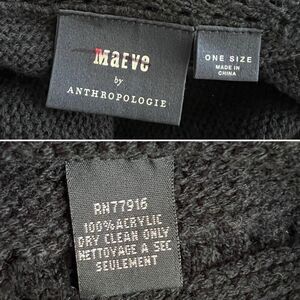 MAEVE
by
ANTHROPOLOGIE
ONE SIZE
MADE IN
CHINA
RN77916
100% ACRYLIC
DRY CLEAN ONLY
NETTOYAGE A SEC
SEULEMENT